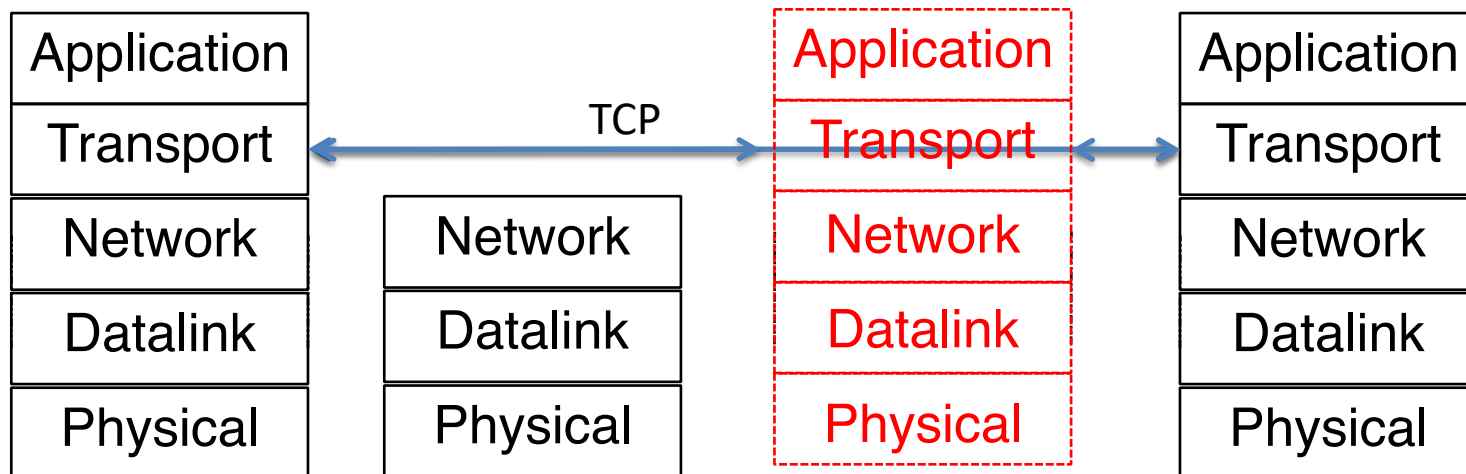 Application
Transport
Network
Datalink
Physical
Network
Datalink
Physical
TCP
Application
Transport
Network
Datalink
Physical
Application
Transport
Network
Datalink
Physical